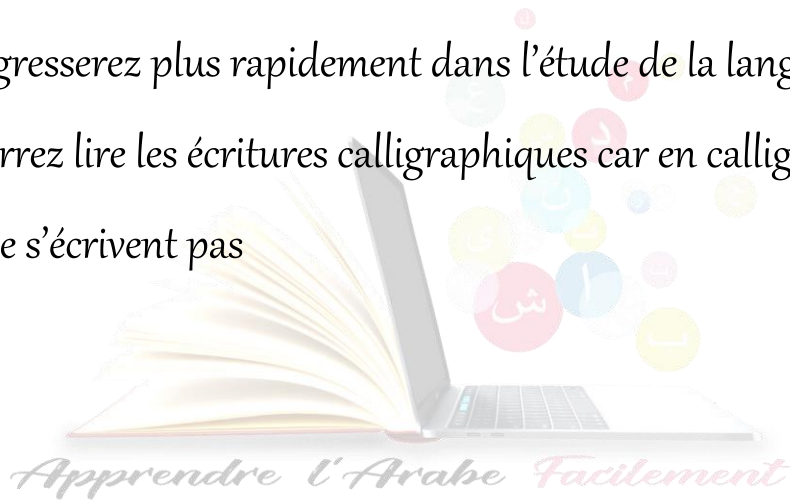 gresserez plus rapidement dans l’étude de la lang
rrez lire les écritures calligraphiques car en callig
e s’écrivent pas
ش
ا
ب
Apprendre l'Arabe Facilement